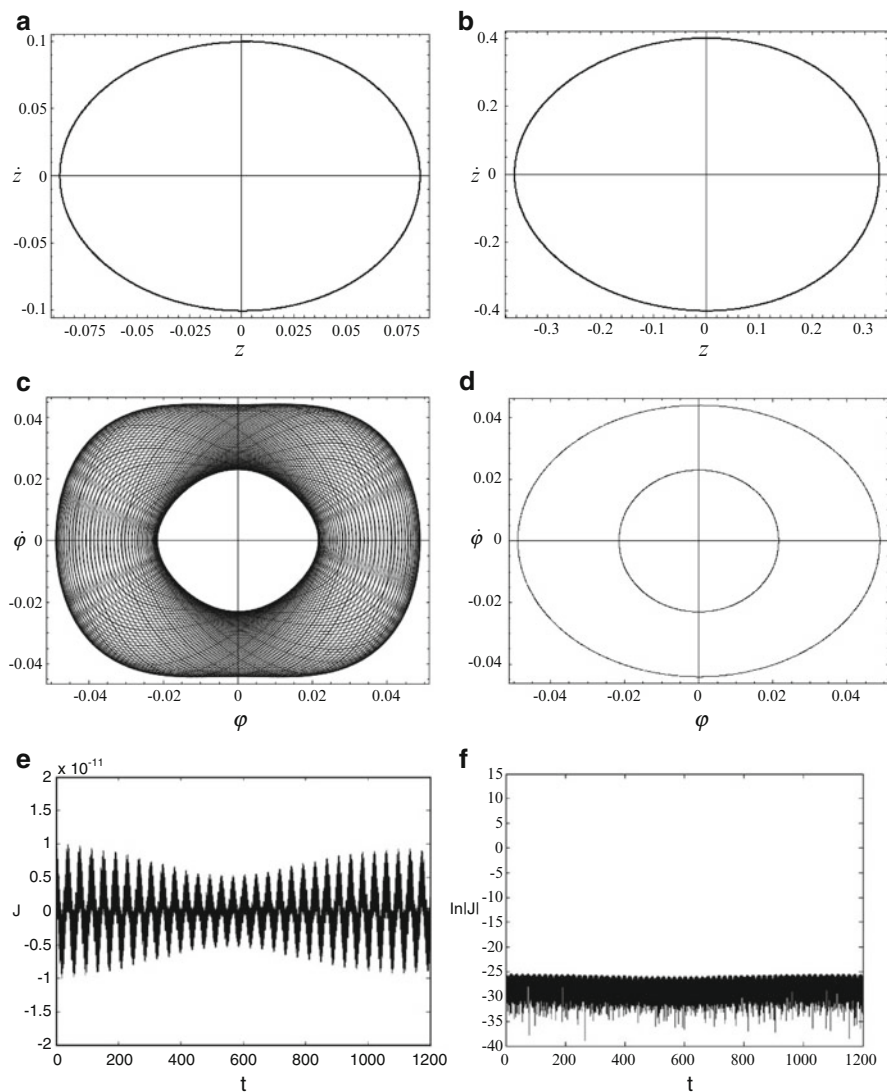 a
0.1
0.05
ż 0
-0.05
-0.1
-0.075 -0.05 -0.025 0 0.025 0.05 0.075
z
b
0.4
0.2
ż 0
-0.2
-0.4
-0.3 -0.2 -0.1 0 0.1 0.2 0.3
z
c
0.04
0.02
φ̇ 0
-0.02
-0.04
-0.04 -0.02 0 0.02 0.04
φ
d
0.04
0.02
φ̇ 0
-0.02
-0.04
-0.04 -0.02 0 0.02 0.04
φ
e
x 10-11
2
1.5
1
0.5
J 0
-0.5
-1
-1.5
-2
0 200 400 600 800 1000 1200
t
f
15
10
5
0
-5
-10
ln|J| -15
-20
-25
-30
-35
-40
0 200 400 600 800 1000 1200
t